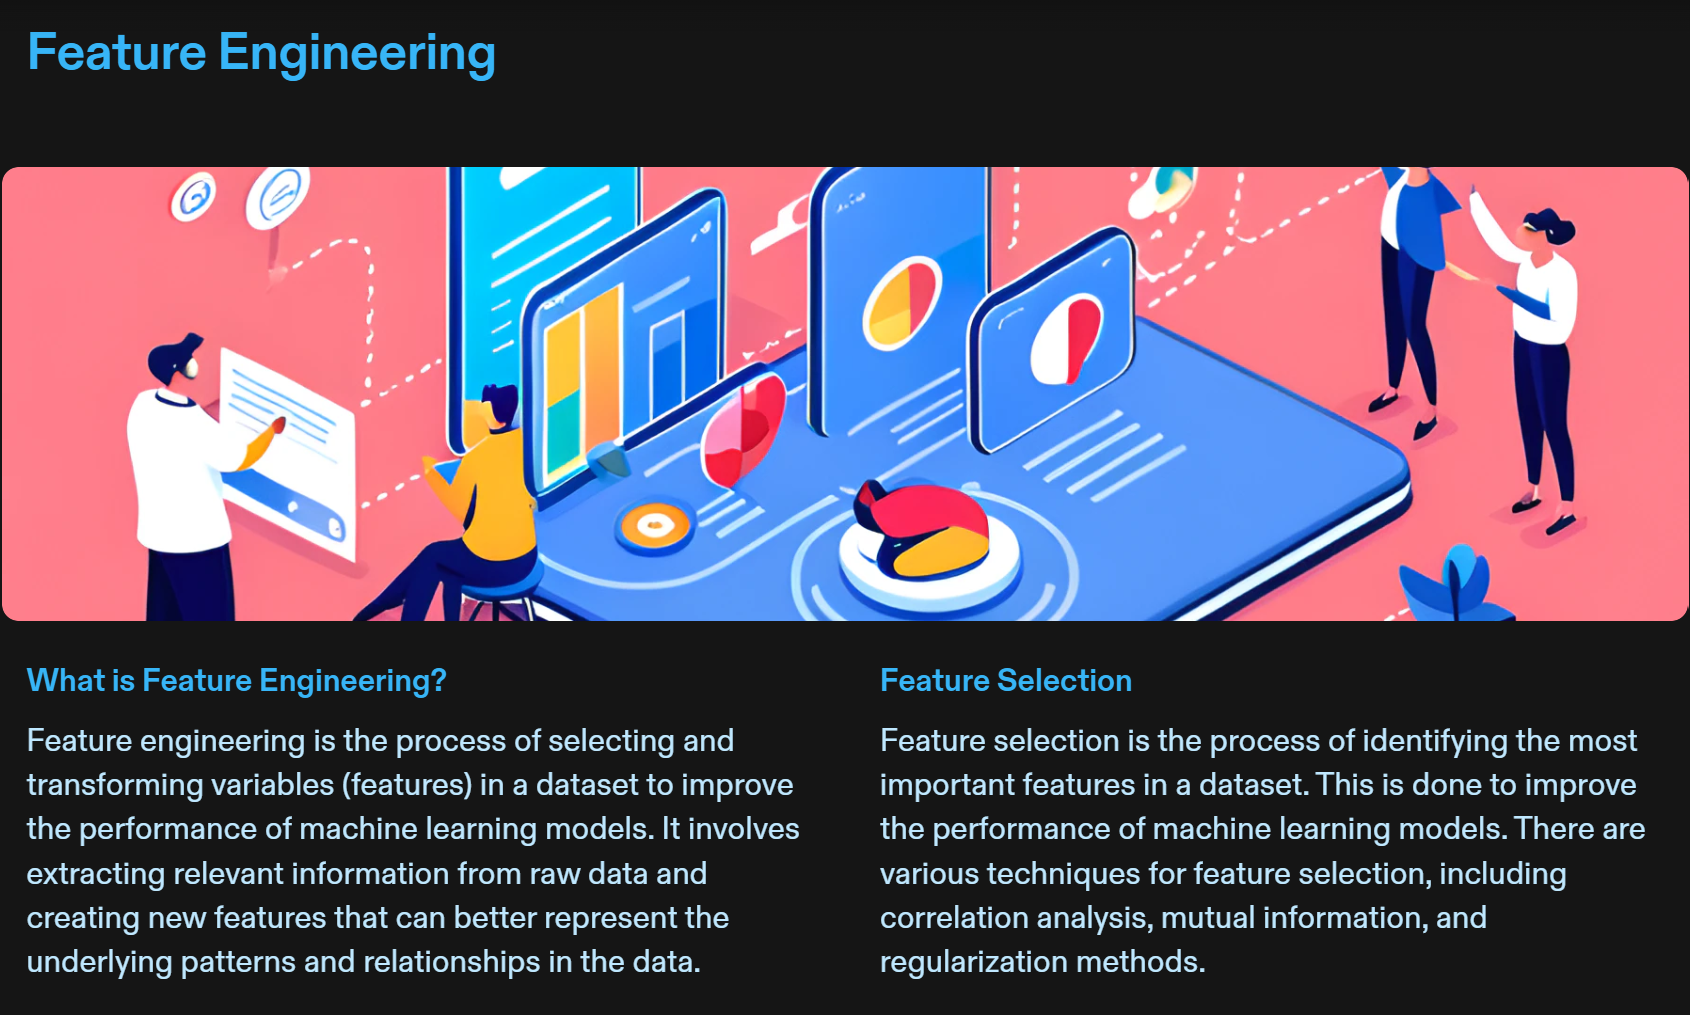 Feature Engineering
What is Feature Engineering?
Feature engineering is the process of selecting and
transforming variables (features) in a dataset to improve
the performance of machine learning models. It involves
extracting relevant information from raw data and
creating new features that can better represent the
underlying patterns and relationships in the data.
Feature Selection
Feature selection is the process of identifying the most
important features in a dataset. This is done to improve
the performance of machine learning models. There are
various techniques for feature selection, including
correlation analysis, mutual information, and
regularization methods.